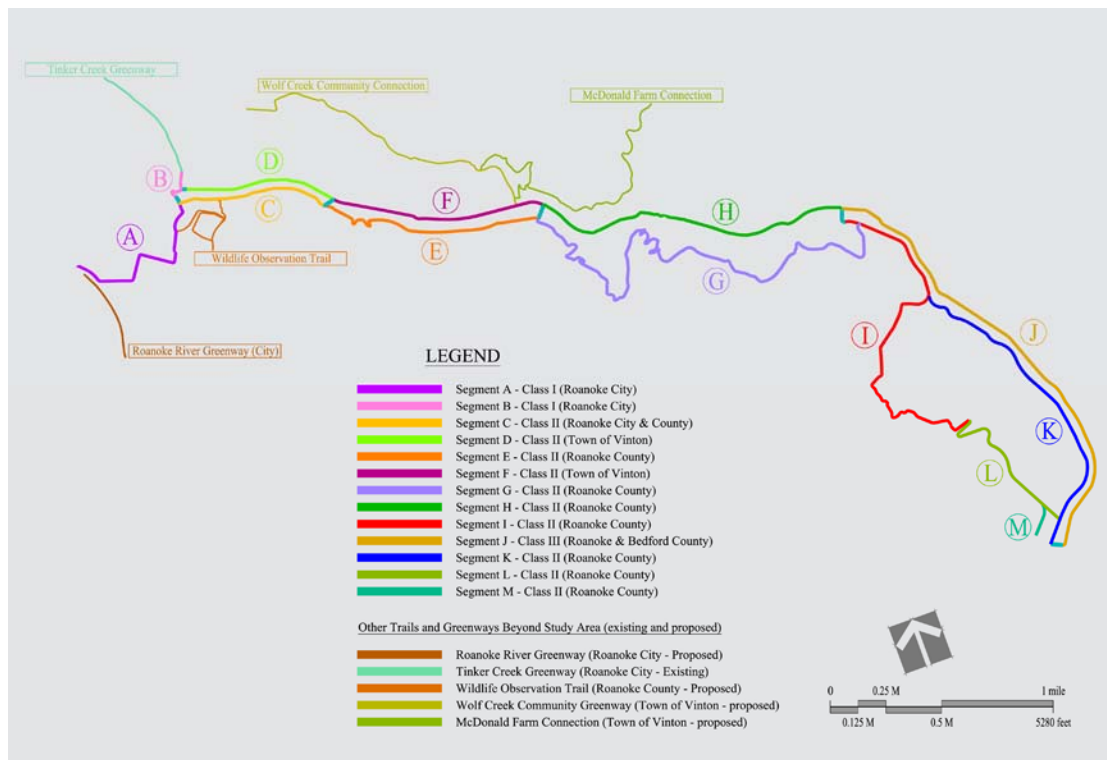 Tinker Creek Greenway
Wolf Creek Community Connection
McDonald Farm Connection
B
D
C
F
E
H
G
A
Wildlife Observation Trail
Roanoke River Greenway (City)
I
J
K
L
M
LEGEND
Segment A - Class I (Roanoke City)
Segment B - Class I (Roanoke City)
Segment C - Class II (Roanoke City & County)
Segment D - Class II (Town of Vinton)
Segment E - Class II (Roanoke County)
Segment F - Class II (Town of Vinton)
Segment G - Class II (Roanoke County)
Segment H - Class II (Roanoke County)
Segment I - Class II (Roanoke County)
Segment J - Class III (Roanoke & Bedford County)
Segment K - Class II (Roanoke County)
Segment L - Class II (Roanoke County)
Segment M - Class II (Roanoke County)
Other Trails and Greenways Beyond Study Area (existing and proposed)
Roanoke River Greenway (Roanoke City - Proposed)
Tinker Creek Greenway (Roanoke City - Existing)
Wildlife Observation Trail (Roanoke County - Proposed)
Wolf Creek Community Greenway (Town of Vinton - proposed)
McDonald Farm Connection (Town of Vinton - proposed)
0 0.25 M 1 mile
0.125 M 0.5 M 5280 feet